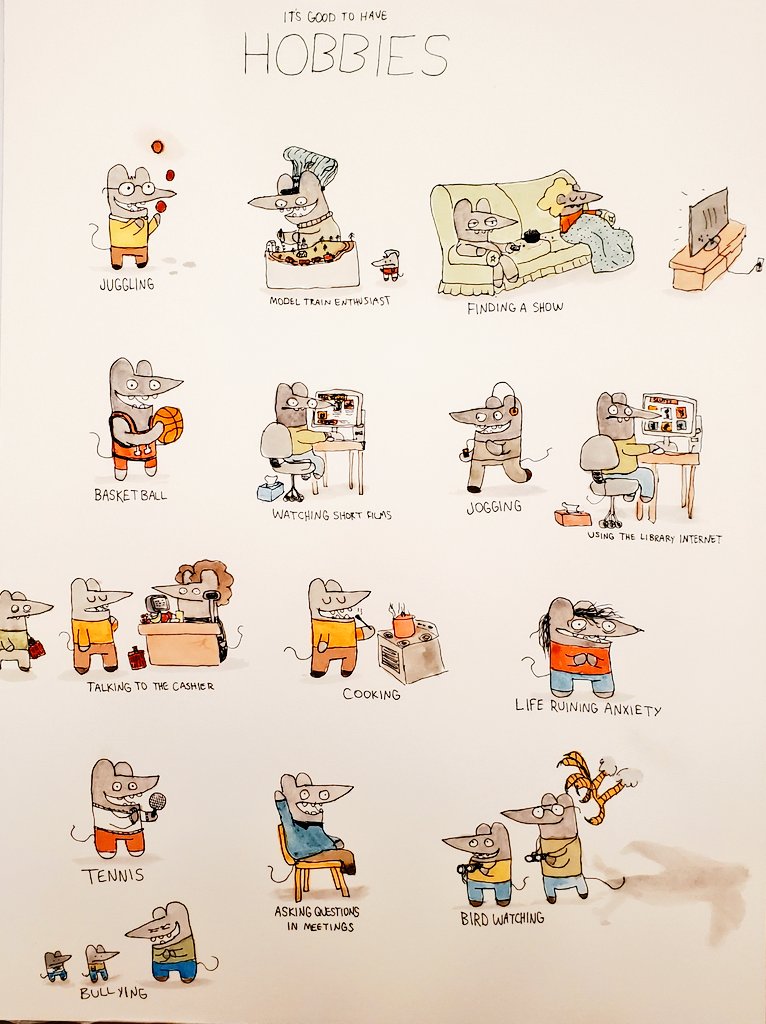 IT'S GOOD TO HAVE
HOBBIES
JUGGLING
MODEL TRAIN ENTHUSIAST
FINDING A SHOW
BASKETBALL
WATCHING SHORT FILMS
JOGGING
USING THE LIBRARY INTERNET
TALKING TO THE CASHIER
COOKING
LIFE RUINING ANXIETY
TENNIS
ASKING QUESTIONS
IN MEETINGS
BIRD WATCHING
BULLYING